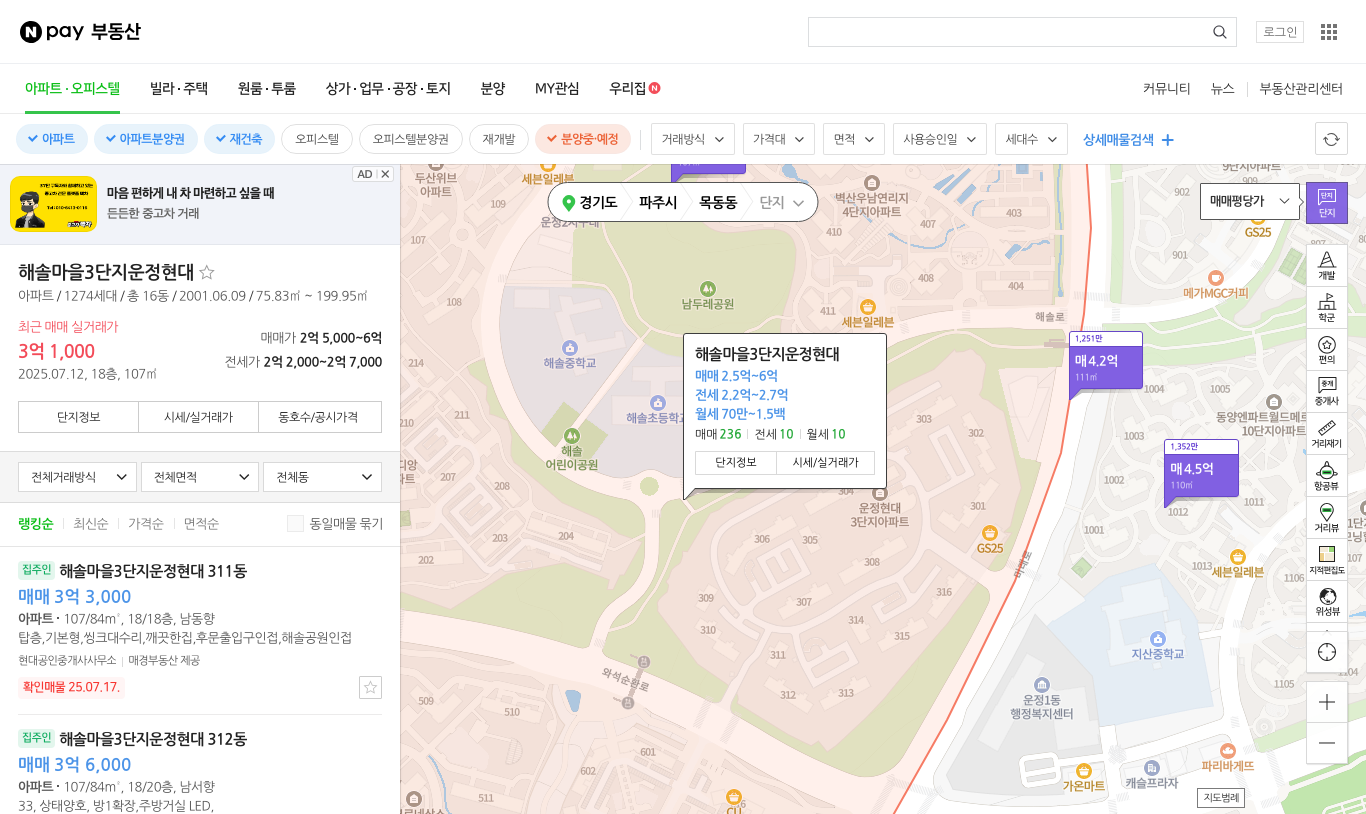 N pay 부동산
로그인
아파트·오피스텔 빌라·주택 원룸·투룸 상가·업무·공장·토지 분양 MY관심 우리집 N 커뮤니티 뉴스 부동산관리센터
아파트 아파트분양권 재건축 오피스텔 오피스텔분양권 재개발 분양중·예정 거래방식 가격대 면적 사용승인일 세대수 상세매물검색
AD
마음 편하게 내 차 마련하고 싶을 때
든든한 중고차 거래
해솔마을3단지운정현대
아파트 / 1274세대 / 총 16동 / 2001.06.09 / 75.83㎡ ~ 199.95㎡
최근 매매 실거래가
3억 1,000
2025.07.12, 18층, 107㎡
매매가 2억 5,000~6억
전세가 2억 2,000~2억 7,000
단지정보 시세/실거래가 동호수/공시가격
전체거래방식 전체면적 전체동
랭킹순 최신순 가격순 면적순 동일매물 묶기
집주인 해솔마을3단지운정현대 311동
매매 3억 3,000
아파트 · 107/84m², 18/18층, 남동향
탑층,기본형,씽크대수리,깨끗한집,후문출입구인접,해솔공원인접
현대공인중개사사무소 매경부동산 제공
확인매물 25.07.17.
집주인 해솔마을3단지운정현대 312동
매매 3억 6,000
아파트 · 107/84m², 18/20층, 남서향
33, 상태양호, 방1확장,주방거실 LED,
경기도 파주시 목동동 단지
두산위브
아파트
세븐일레븐
벽산우남연리지
4단지아파트
902
9단지아파트
매매평당가
단지
단지
GS25
107
410
407
907
108
408
403
404
남두레공원
세븐일레븐
메가MGC커피
해솔로
해솔중학교
해솔초등학교
해솔
어린이공원
해솔마을3단지운정현대
매매 2.5억~6억
전세 2.2억~2.7억
월세 70만~1.5백
매매 236 전세 10 월세 10
단지정보 시세/실거래가
1,251만
매 4.2억
111㎡
1,352만
매 4.5억
110㎡
1004
1005
동양엔파트월드메르
10단지아파트
1003
1002
1011
1012
1001
1013
1106
세븐일레븐
211
214
212
207
디앙
파트
206
204
203
202
303
302
301
운정현대
3단지아파트
GS25
306
305
304
309
307
308
316
310
314
315
311
312
313
미래로
와석순환로
지산중학교
운정1동
행정복지센터
1104
1105
509
510
511
601
602
CU
가온마트
캐슬프라자
파리바게뜨
지도범례
개발
학군
편의
중개
중개사
거리재기
항공뷰
거리뷰
지적편집도
위성뷰